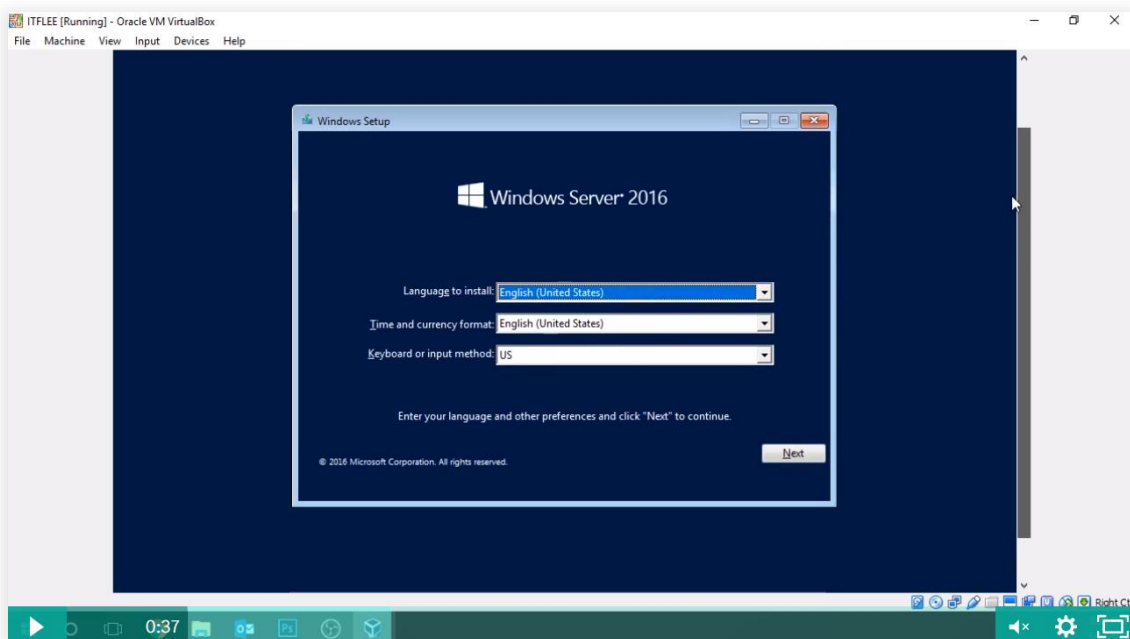 ITFLEE [Running] - Oracle VM VirtualBox
File Machine View Input Devices Help
Windows Setup
Windows Server 2016
Language to install: English (United States)
Time and currency format: English (United States)
Keyboard or input method: US
Enter your language and other preferences and click "Next" to continue.
© 2016 Microsoft Corporation. All rights reserved.
Next
Right Ct
0:37
Ps